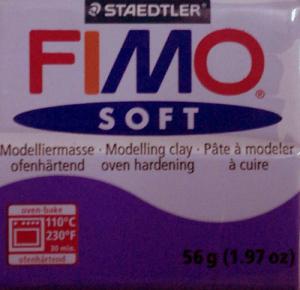 STAEDTLER
FIMO®
SOFT
Modelliermasse · Modelling clay · Pâte à modeler
ofenhärtend oven hardening à cuire
oven-bake
110°C
230°F
30 min.
ofenhärtend
56 g (1.97 oz)